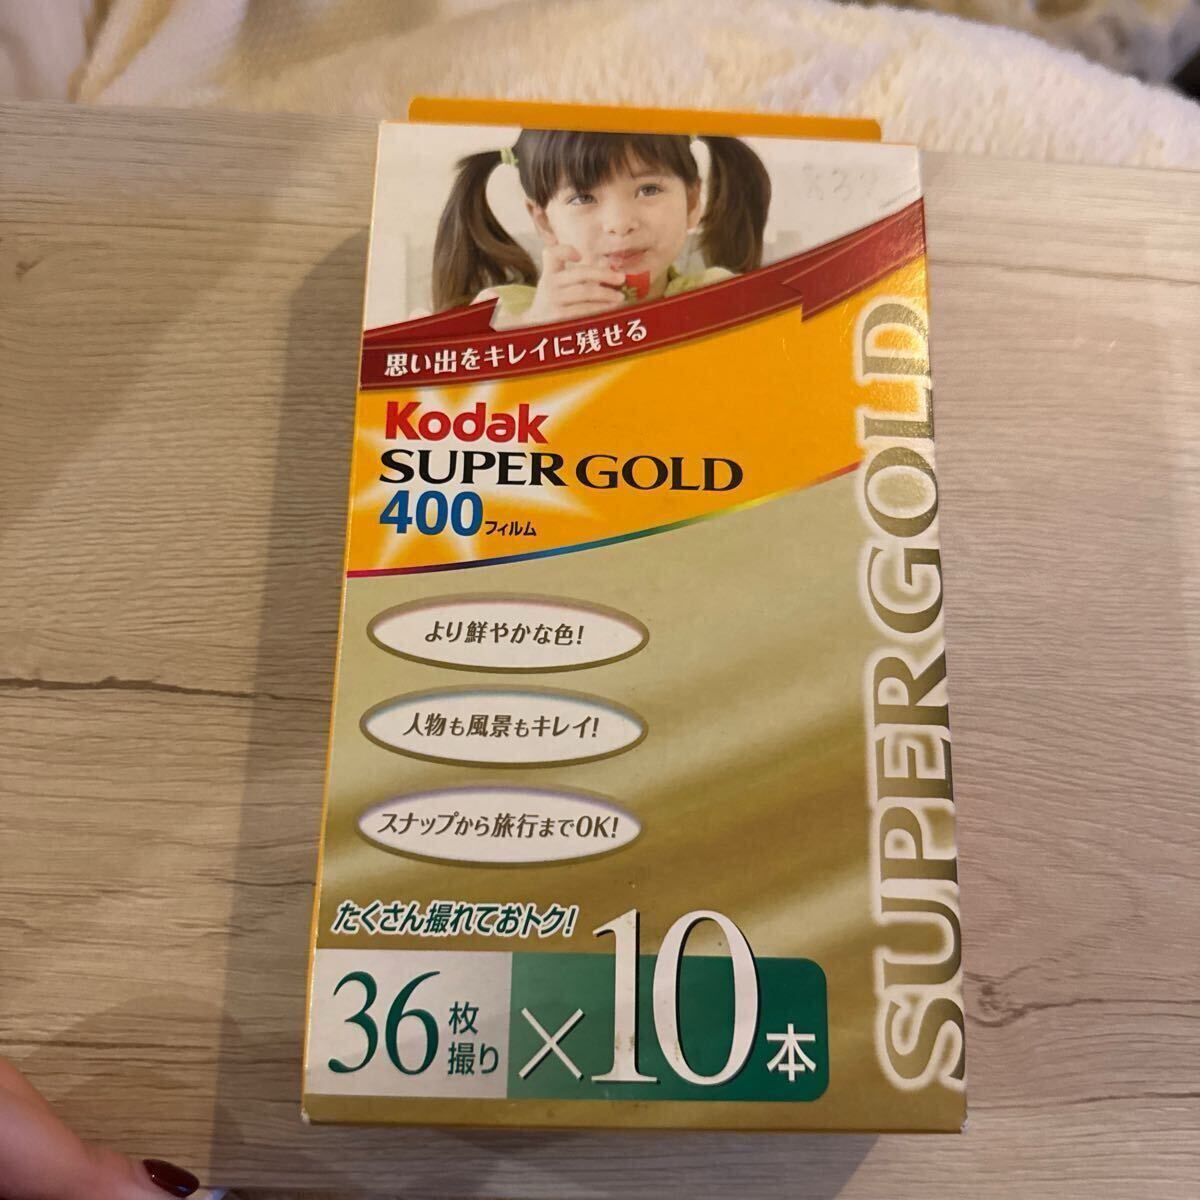 思い出をキレイに残せる
Kodak
SUPER GOLD
400フィルム
より鮮やかな色!
人物も風景もキレイ!
スナップから旅行までOK!
たくさん撮れておトク!
36枚撮り×10本
SUPER GOLD